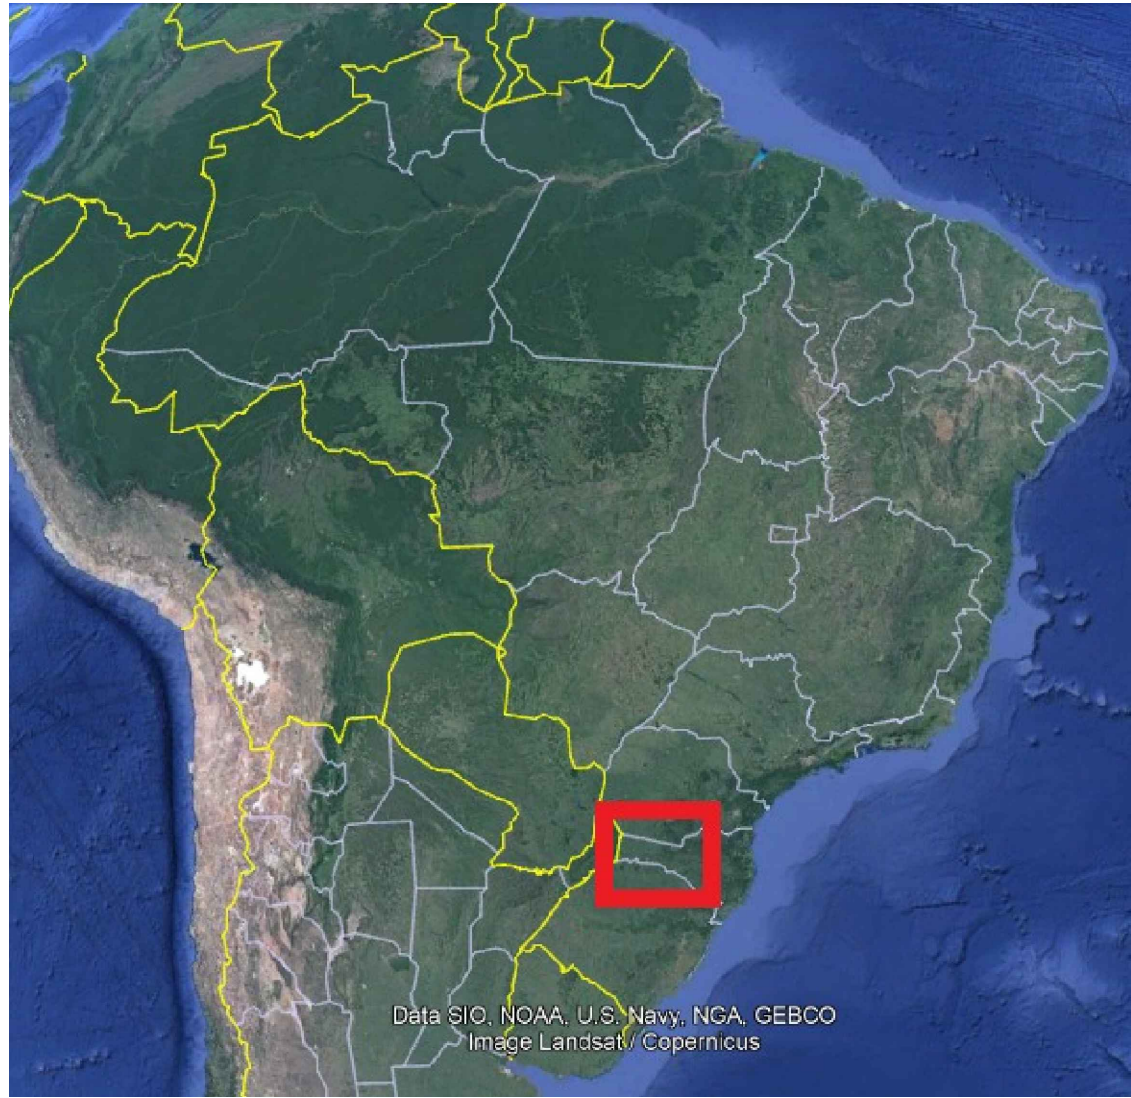 Data SIO, NOAA, U.S. Navy, NGA, GEBCO
Image Landsat / Copernicus